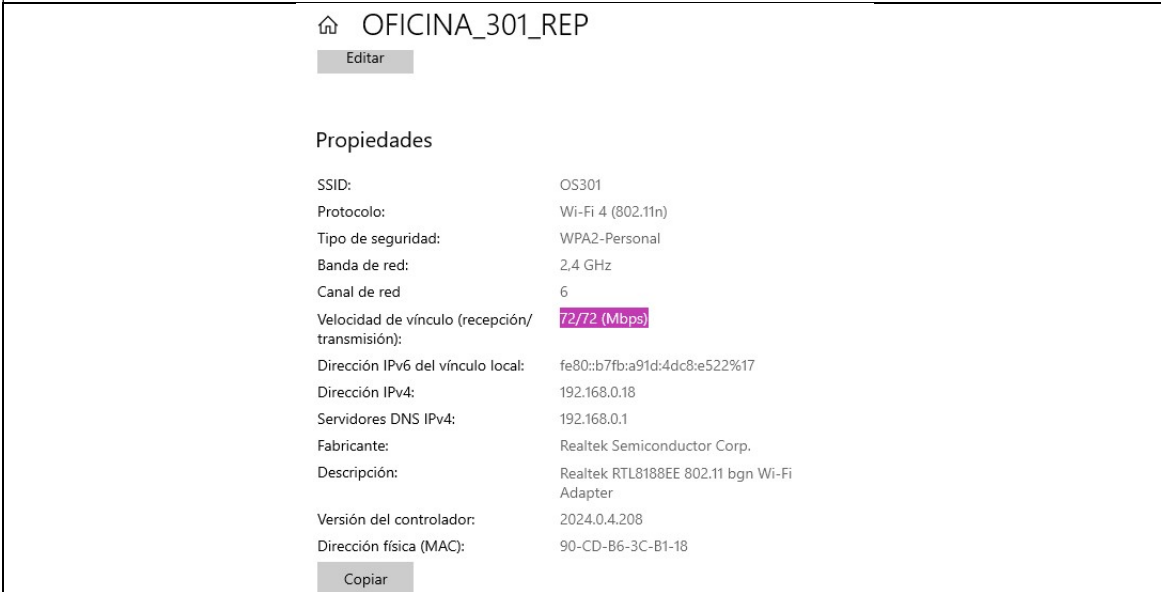 OFICINA_301_REP
Editar
Propiedades
SSID: OS301
Protocolo: Wi-Fi 4 (802.11n)
Tipo de seguridad: WPA2-Personal
Banda de red: 2,4 GHz
Canal de red 6
Velocidad de vínculo (recepción/ 72/72 (Mbps)
transmisión):
Dirección IPv6 del vínculo local: fe80::b7fb:a91d:4dc8:e522%17
Dirección IPv4: 192.168.0.18
Servidores DNS IPv4: 192.168.0.1
Fabricante: Realtek Semiconductor Corp.
Descripción: Realtek RTL8188EE 802.11 bgn Wi-Fi
Adapter
Versión del controlador: 2024.0.4.208
Dirección física (MAC): 90-CD-B6-3C-B1-18
Copiar